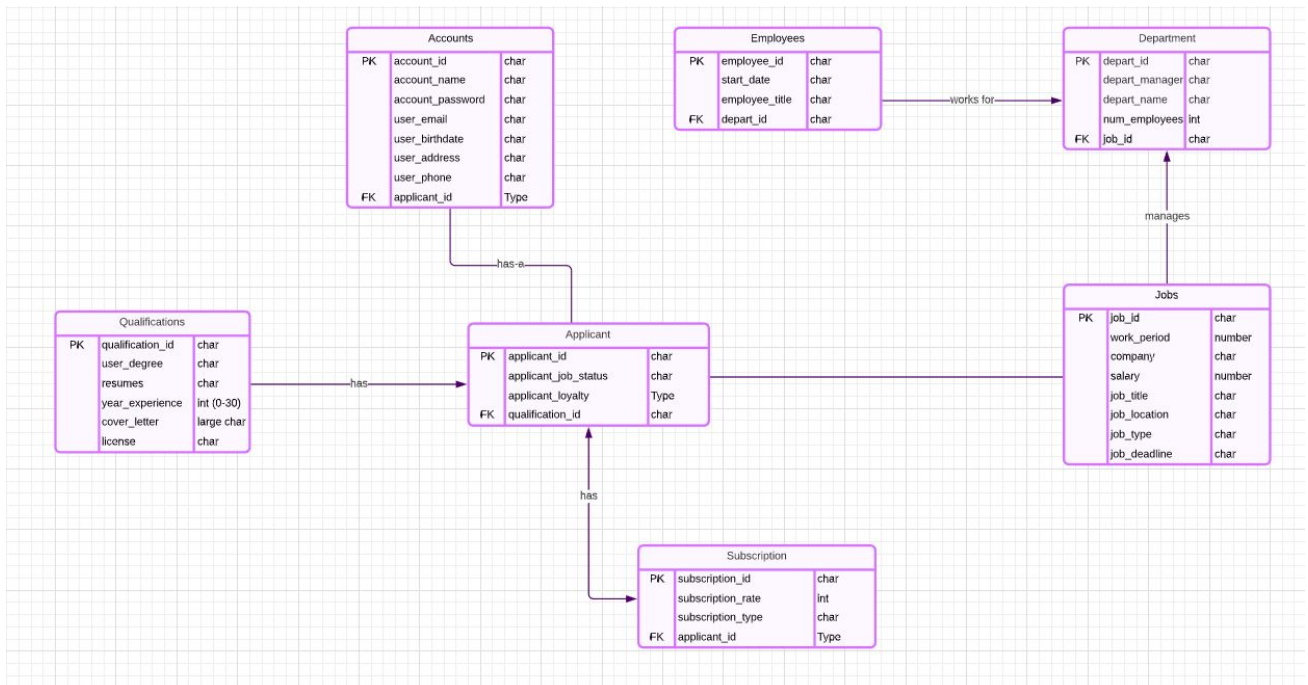 Accounts
PK account_id char
account_name char
account_password char
user_email char
user_birthdate char
user_address char
user_phone char
FK applicant_id Type
Employees
PK employee_id char
start_date char
employee_title char
FK depart_id char
works for
Department
PK depart_id char
depart_manager char
depart_name char
num_employees int
FK job_id char
manages
has-a
Qualifications
PK qualification_id char
user_degree char
resumes char
year_experience int (0-30)
cover_letter large char
license char
has
Applicant
PK applicant_id char
applicant_job_status char
applicant_loyalty Type
FK qualification_id char
Jobs
PK job_id char
work_period number
company char
salary number
job_title char
job_location char
job_type char
job_deadline char
has
Subscription
PK subscription_id char
subscription_rate int
subscription_type char
FK applicant_id Type